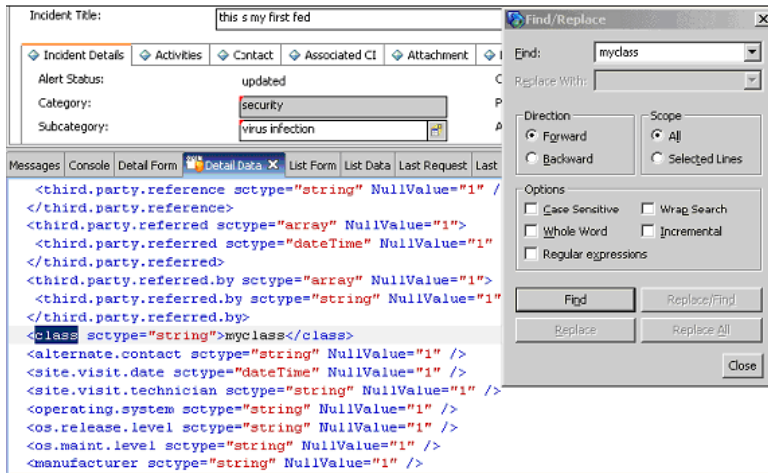 Incident Title: this s my first fed
Incident Details Activities Contact Associated CI Attachment
Alert Status: updated
Category: security
Subcategory: virus infection
Messages Console Detail Form Detail Data List Form List Data Last Request Last
<third.party.reference sctype="string" NullValue="1" /
</third.party.reference>
<third.party.referred sctype="array" NullValue="1">
<third.party.referred sctype="dateTime" NullValue="1"
</third.party.referred>
<third.party.referred.by sctype="array" NullValue="1">
<third.party.referred.by sctype="string" NullValue="1"
</third.party.referred.by>
<class sctype="string">myclass</class>
<alternate.contact sctype="string" NullValue="1" />
<site.visit.date sctype="dateTime" NullValue="1" />
<site.visit.technician sctype="string" NullValue="1" />
<operating.system sctype="string" NullValue="1" />
<os.release.level sctype="string" NullValue="1" />
<os.maint.level sctype="string" NullValue="1" />
<manufacturer sctype="string" NullValue="1" />
Find/Replace
Find: myclass
Replace With:
Direction Scope
Forward All
Backward Selected Lines
Options
Case Sensitive Wrap Search
Whole Word Incremental
Regular expressions
Find Replace/Find
Replace Replace All
Close